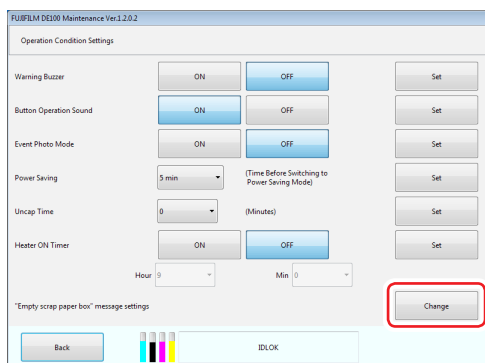 FUJIFILM DE100 Maintenance Ver.1.2.0.2
Operation Condition Settings
Warning Buzzer ON OFF Set
Button Operation Sound ON OFF Set
Event Photo Mode ON OFF Set
Power Saving 5 min (Time Before Switching to Power Saving Mode) Set
Uncap Time 0 (Minutes) Set
Heater ON Timer ON OFF Set
Hour 9 Min 0
"Empty scrap paper box" message settings Change
Back IDLOK